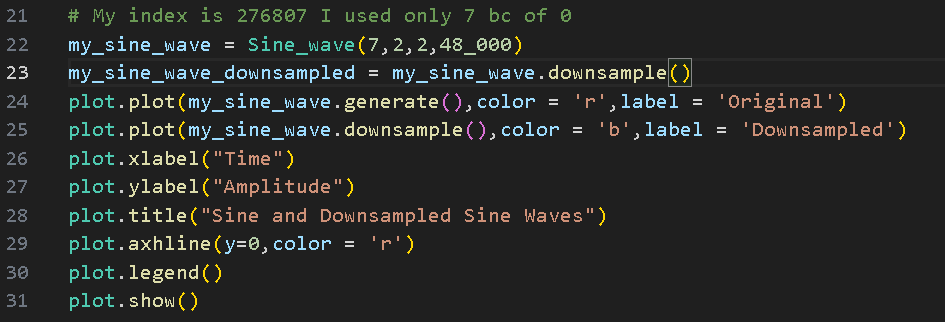 21 # My index is 276807 I used only 7 bc of 0
22 my_sine_wave = Sine_wave(7,2,2,48_000)
23 my_sine_wave_downsampled = my_sine_wave.downsample()
24 plot.plot(my_sine_wave.generate(),color = 'r',label = 'Original')
25 plot.plot(my_sine_wave.downsample(),color = 'b',label = 'Downsampled')
26 plot.xlabel("Time")
27 plot.ylabel("Amplitude")
28 plot.title("Sine and Downsampled Sine Waves")
29 plot.axhline(y=0,color = 'r')
30 plot.legend()
31 plot.show()